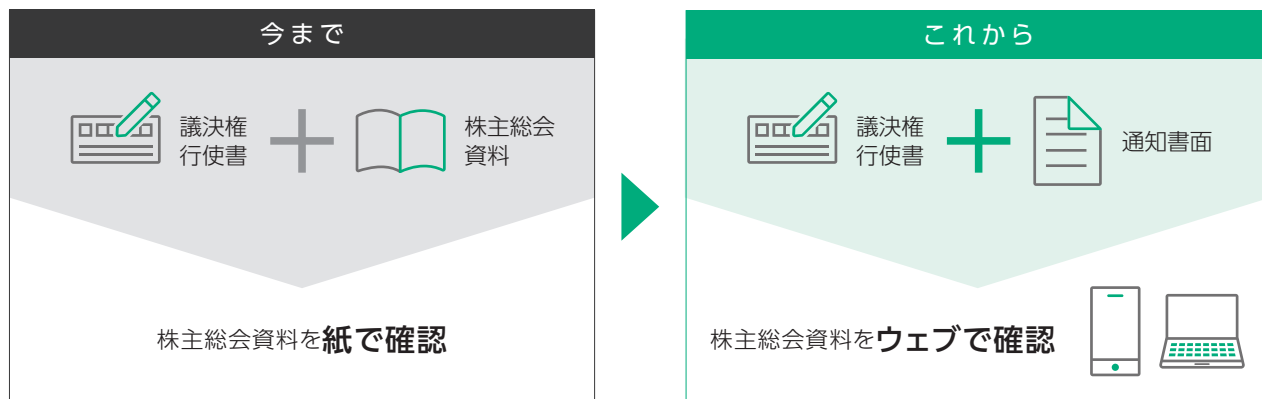 今まで
議決権
行使書
株主総会
資料
株主総会資料を紙で確認
これから
議決権
行使書
通知書面
株主総会資料をウェブで確認